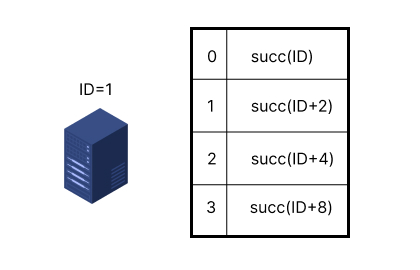 ID=1
0 succ(ID)
1 succ(ID+2)
2 succ(ID+4)
3 succ(ID+8)